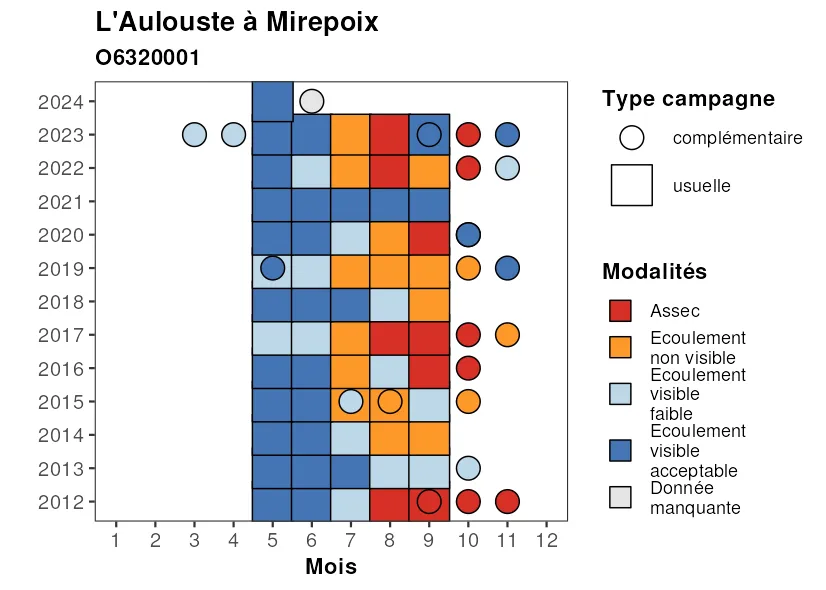 L'Aulouste à Mirepoix
O6320001
2024
2023
2022
2021
2020
2019
2018
2017
2016
2015
2014
2013
2012
1 2 3 4 5 6 7 8 9 10 11 12
Mois
Type campagne
complémentaire
usuelle
Modalités
Assec
Ecoulement
non visible
Ecoulement
visible
faible
Ecoulement
visible
acceptable
Donnée
manquante